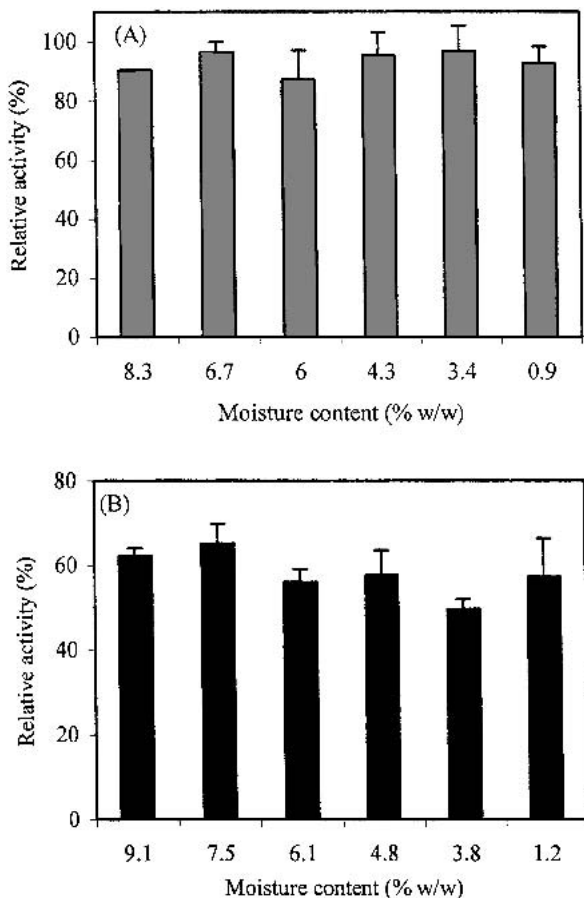 (A)
Relative activity (%)
100
80
60
40
20
0
8.3 6.7 6 4.3 3.4 0.9
Moisture content (% w/w)
(B)
Relative activity (%)
80
60
40
20
0
9.1 7.5 6.1 4.8 3.8 1.2
Moisture content (% w/w)